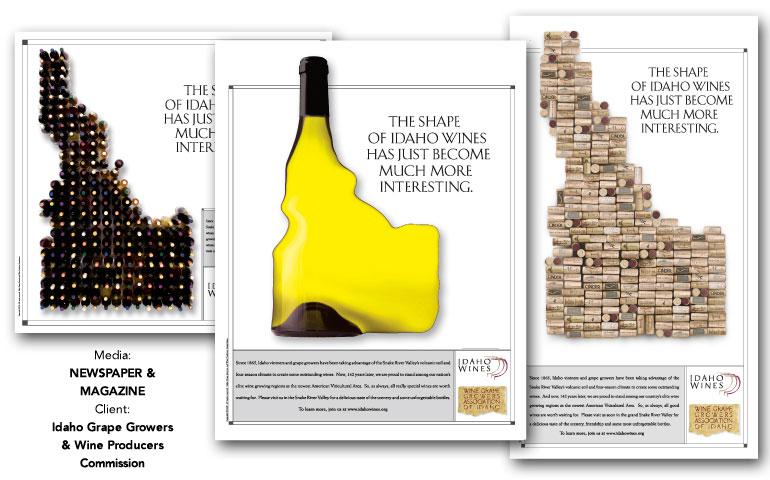 THE S
OF IDAH
HAS JUS
MUCH
INTER
THE SHAPE
OF IDAHO WINES
HAS JUST BECOME
MUCH MORE
INTERESTING.
Since 1865, Idaho vintners and grape growers have been taking advantage of the Snake River Valley's volcanic soil and
four-season climate to create some outstanding wines. Now, 142 years later, we are proud to stand among our nation's
elite wine growing regions as the newest American Viticultural Area. So, as always, all really special wines are worth
waiting for. Please visit us in the Snake River Valley for a delicious taste of the scenery and some unforgettable bottles.
To learn more, join us at www.idahowines.org
IDAHO
WINES
WINE GRAPE
GROWERS
ASSOCIATION
OF IDAHO
THE SHAPE
OF IDAHO WINES
HAS JUST BECOME
MUCH MORE
INTERESTING.
Since 1865, Idaho vintners and grape growers have been taking advantage of the
Snake River Valley's volcanic soil and four-season climate to create some outstanding
wines. And now, 142 years later, we are proud to stand among our country's elite wine
growing regions as the newest American Viticultural Area. So, as always, all good
wines are worth waiting for. Please visit us soon in the grand Snake River Valley for
a delicious taste of the scenery, friendship and some most unforgettable bottles.
To learn more, join us at www.idahowines.org
IDAHO
WINES
WINE GRAPE
GROWERS
ASSOCIATION
OF IDAHO
CINDER
Media:
NEWSPAPER &
MAGAZINE
Client:
Idaho Grape Growers
& Wine Producers
Commission